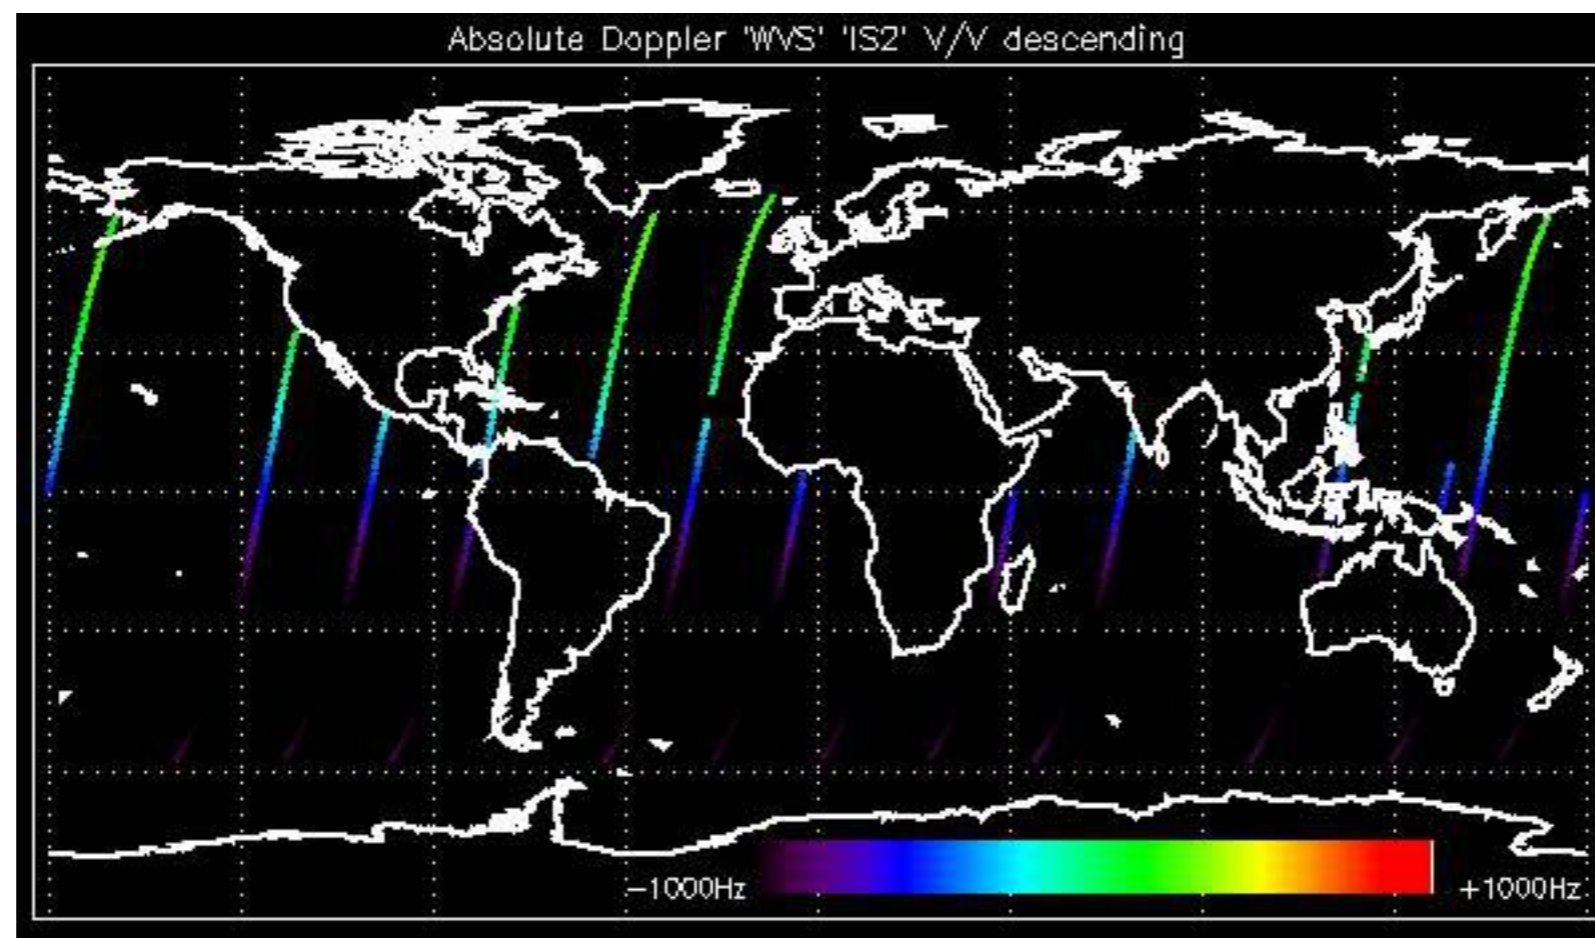 Absolute Doppler 'WVS' 'IS2' V/V descending
−1000Hz
+1000Hz